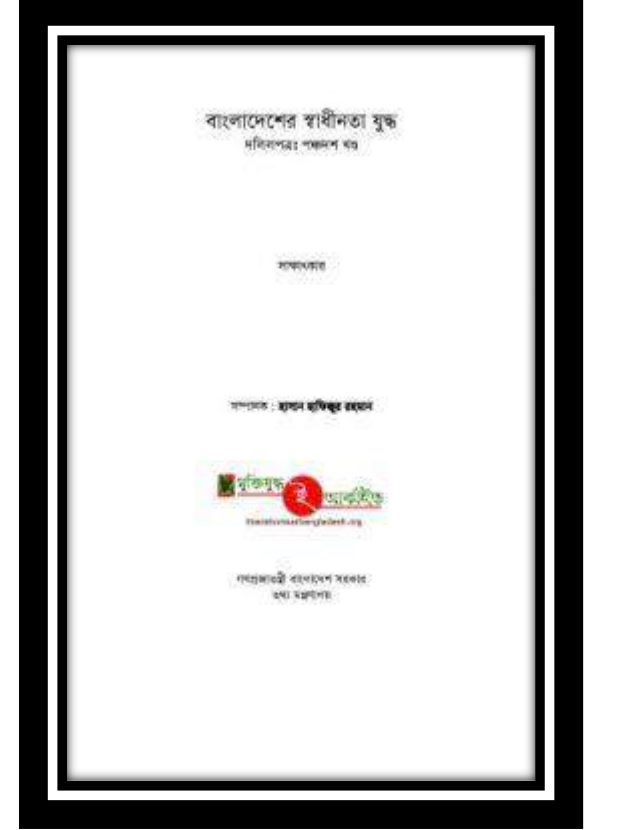 বাংলাদেশের স্বাধীনতা যুদ্ধ
দলিলপত্রঃ পঞ্চদশ খণ্ড
সাক্ষাৎকার
সম্পাদক : হাসান হাফিজুর রহমান
মুক্তিযুদ্ধ ই আর্কাইভ
গণপ্রজাতন্ত্রী বাংলাদেশ সরকার
তথ্য মন্ত্রণালয়